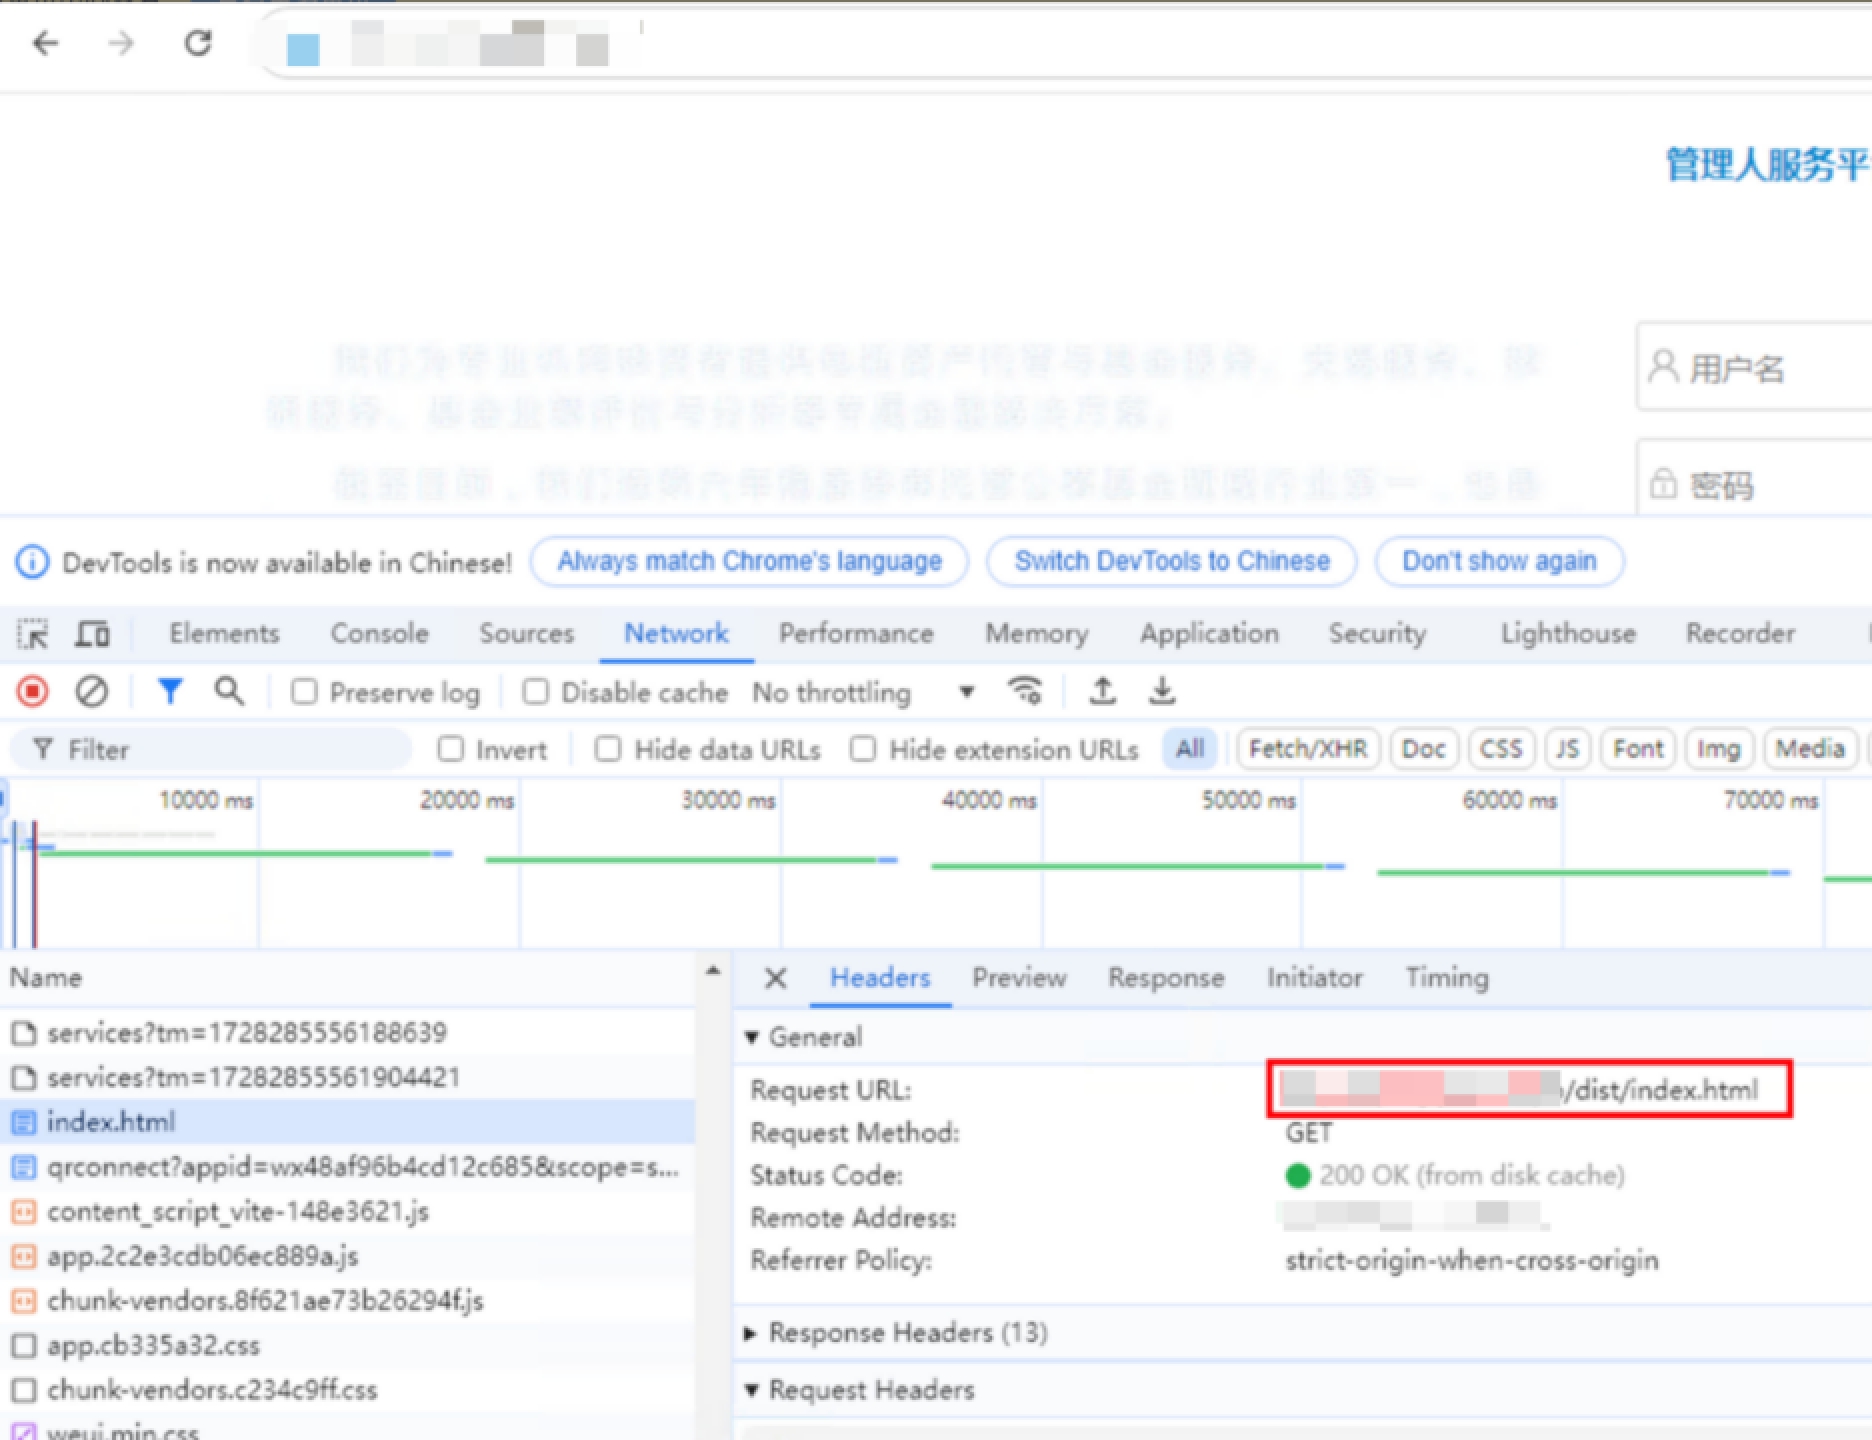 管理人服务平
用户名
密码
DevTools is now available in Chinese! Always match Chrome's language Switch DevTools to Chinese Don't show again
Elements Console Sources Network Performance Memory Application Security Lighthouse Recorder
Preserve log Disable cache No throttling
Filter Invert Hide data URLs Hide extension URLs All Fetch/XHR Doc CSS JS Font Img Media
10000 ms 20000 ms 30000 ms 40000 ms 50000 ms 60000 ms 70000 ms
Name
services?tm=1728285556188639
services?tm=17282855561904421
index.html
qrconnect?appid=wx48af96b4cd12c685&scope=s...
content_script_vite-148e3621.js
app.2c2e3cdb06ec889a.js
chunk-vendors.8f621ae73b26294f.js
app.cb335a32.css
chunk-vendors.c234c9ff.css
weui.min.css
Headers Preview Response Initiator Timing
General
Request URL: /dist/index.html
Request Method: GET
Status Code: 200 OK (from disk cache)
Remote Address:
Referrer Policy: strict-origin-when-cross-origin
Response Headers (13)
Request Headers